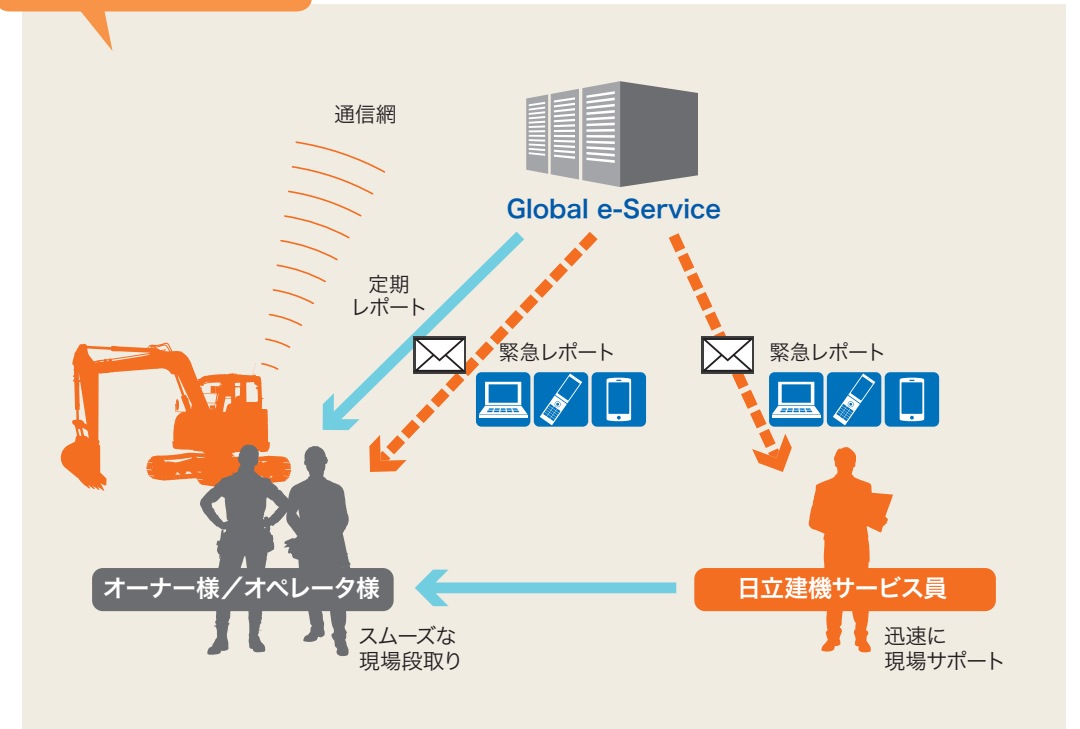 通信網
Global e-Service
定期
レポート
緊急レポート
緊急レポート
オーナー様／オペレータ様
日立建機サービス員
スムーズな
現場段取り
迅速に
現場サポート